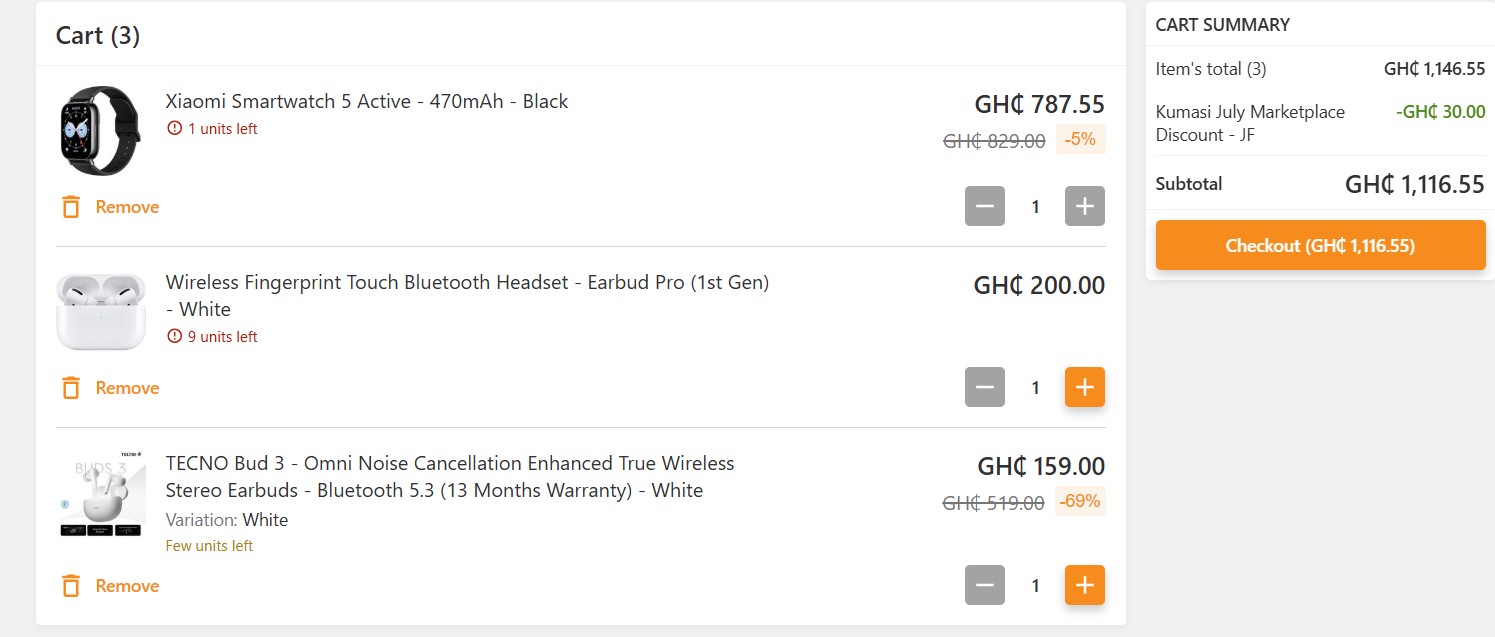 Cart (3)
Xiaomi Smartwatch 5 Active - 470mAh - Black
1 units left
GH₵ 787.55
GH₵ 829.00 -5%
Remove
1
Wireless Fingerprint Touch Bluetooth Headset - Earbud Pro (1st Gen)
- White
9 units left
GH₵ 200.00
Remove
1
TECNO
BUDS 3
TECNO Bud 3 - Omni Noise Cancellation Enhanced True Wireless
Stereo Earbuds - Bluetooth 5.3 (13 Months Warranty) - White
Variation: White
Few units left
GH₵ 159.00
GH₵ 519.00 -69%
Remove
1
CART SUMMARY
Item's total (3) GH₵ 1,146.55
Kumasi July Marketplace -GH₵ 30.00
Discount - JF
Subtotal GH₵ 1,116.55
Checkout (GH₵ 1,116.55)